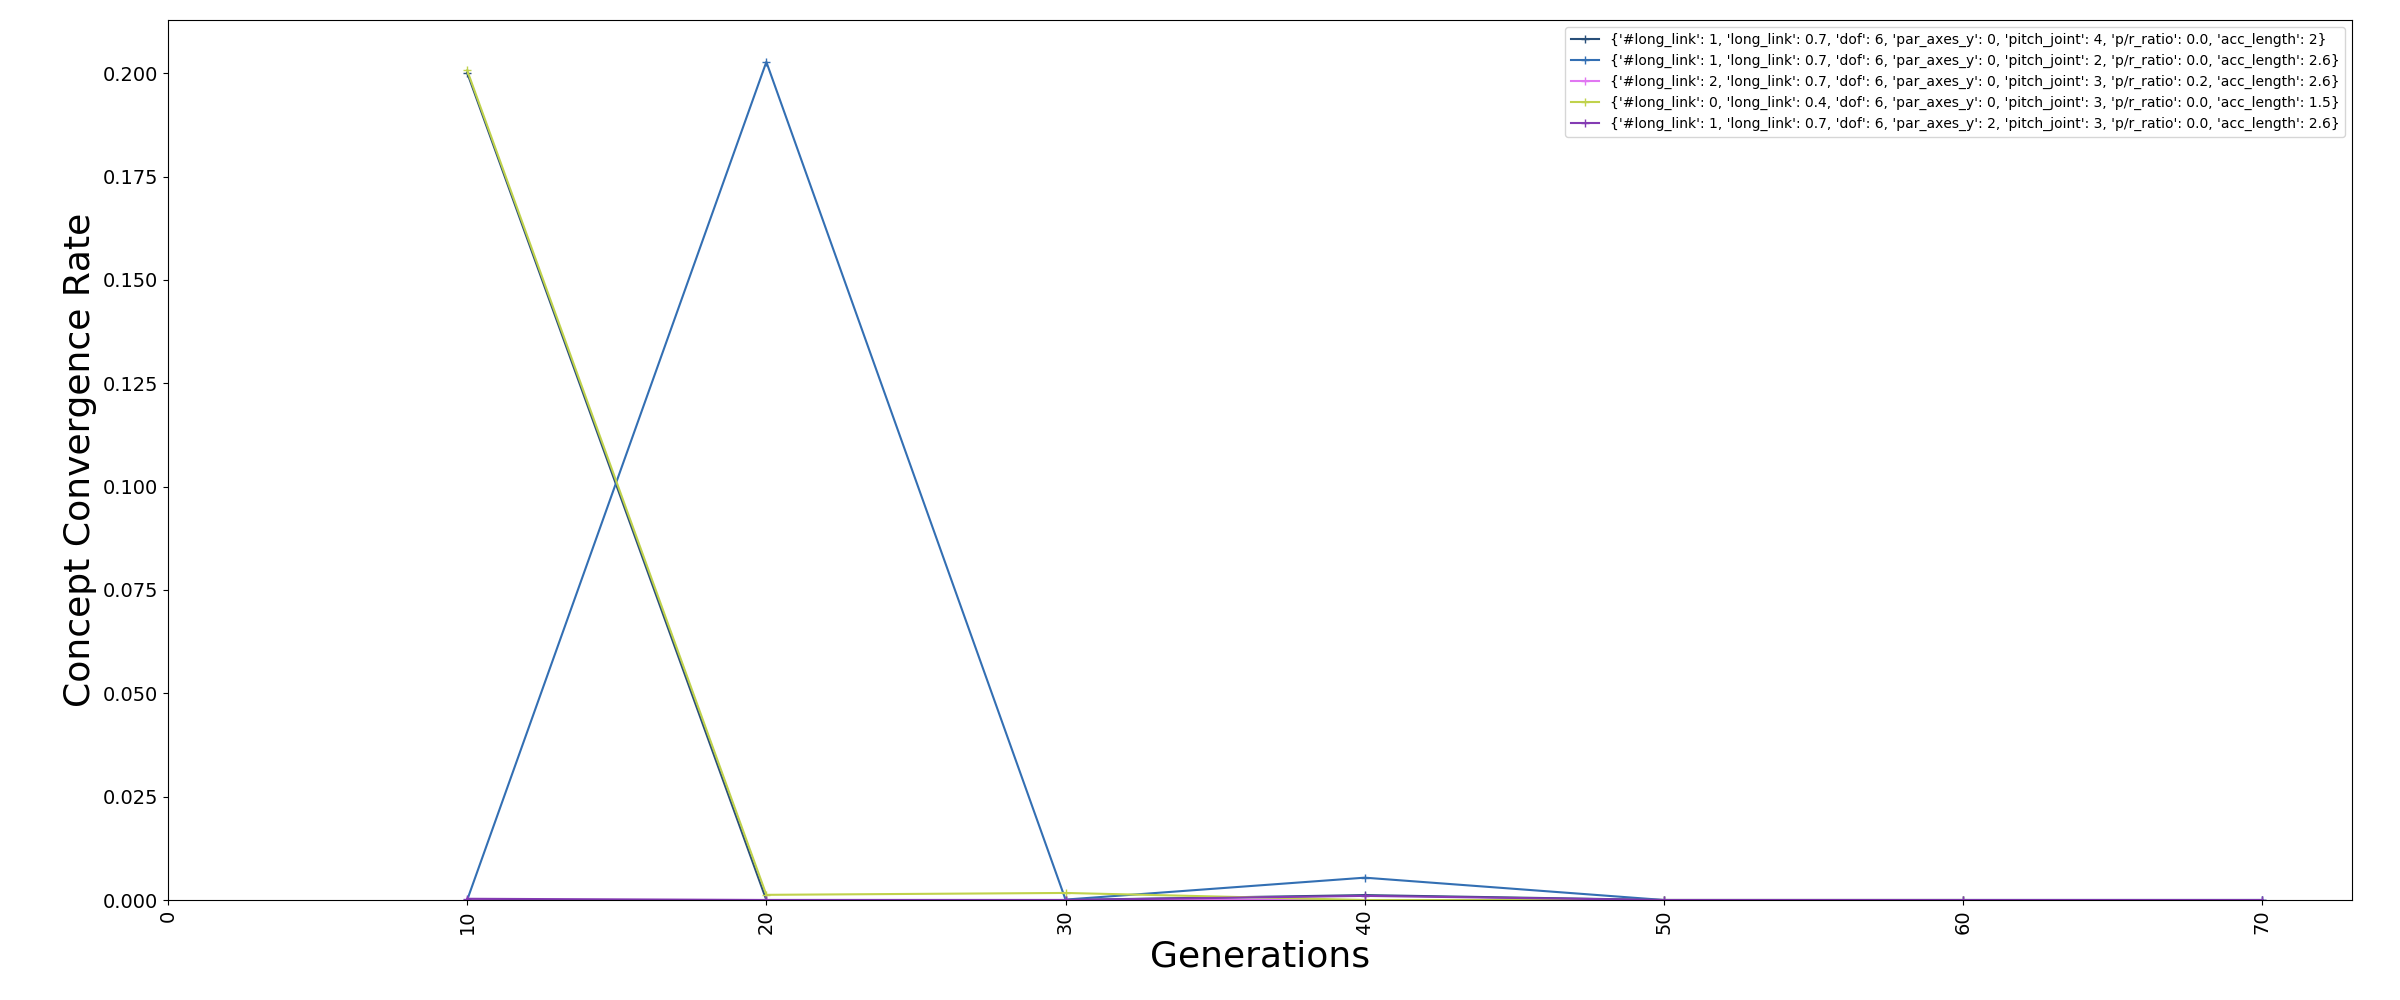 {'#long_link': 1, 'long_link': 0.7, 'dof': 6, 'par_axes_y': 0, 'pitch_joint': 4, 'p/r_ratio': 0.0, 'acc_length': 2}
{'#long_link': 1, 'long_link': 0.7, 'dof': 6, 'par_axes_y': 0, 'pitch_joint': 2, 'p/r_ratio': 0.0, 'acc_length': 2.6}
{'#long_link': 2, 'long_link': 0.7, 'dof': 6, 'par_axes_y': 0, 'pitch_joint': 3, 'p/r_ratio': 0.2, 'acc_length': 2.6}
{'#long_link': 0, 'long_link': 0.4, 'dof': 6, 'par_axes_y': 0, 'pitch_joint': 3, 'p/r_ratio': 0.0, 'acc_length': 1.5}
{'#long_link': 1, 'long_link': 0.7, 'dof': 6, 'par_axes_y': 2, 'pitch_joint': 3, 'p/r_ratio': 0.0, 'acc_length': 2.6}
Concept Convergence Rate
0.200
0.175
0.150
0.125
0.100
0.075
0.050
0.025
0.000
0 10 20 30 40 50 60 70
Generations